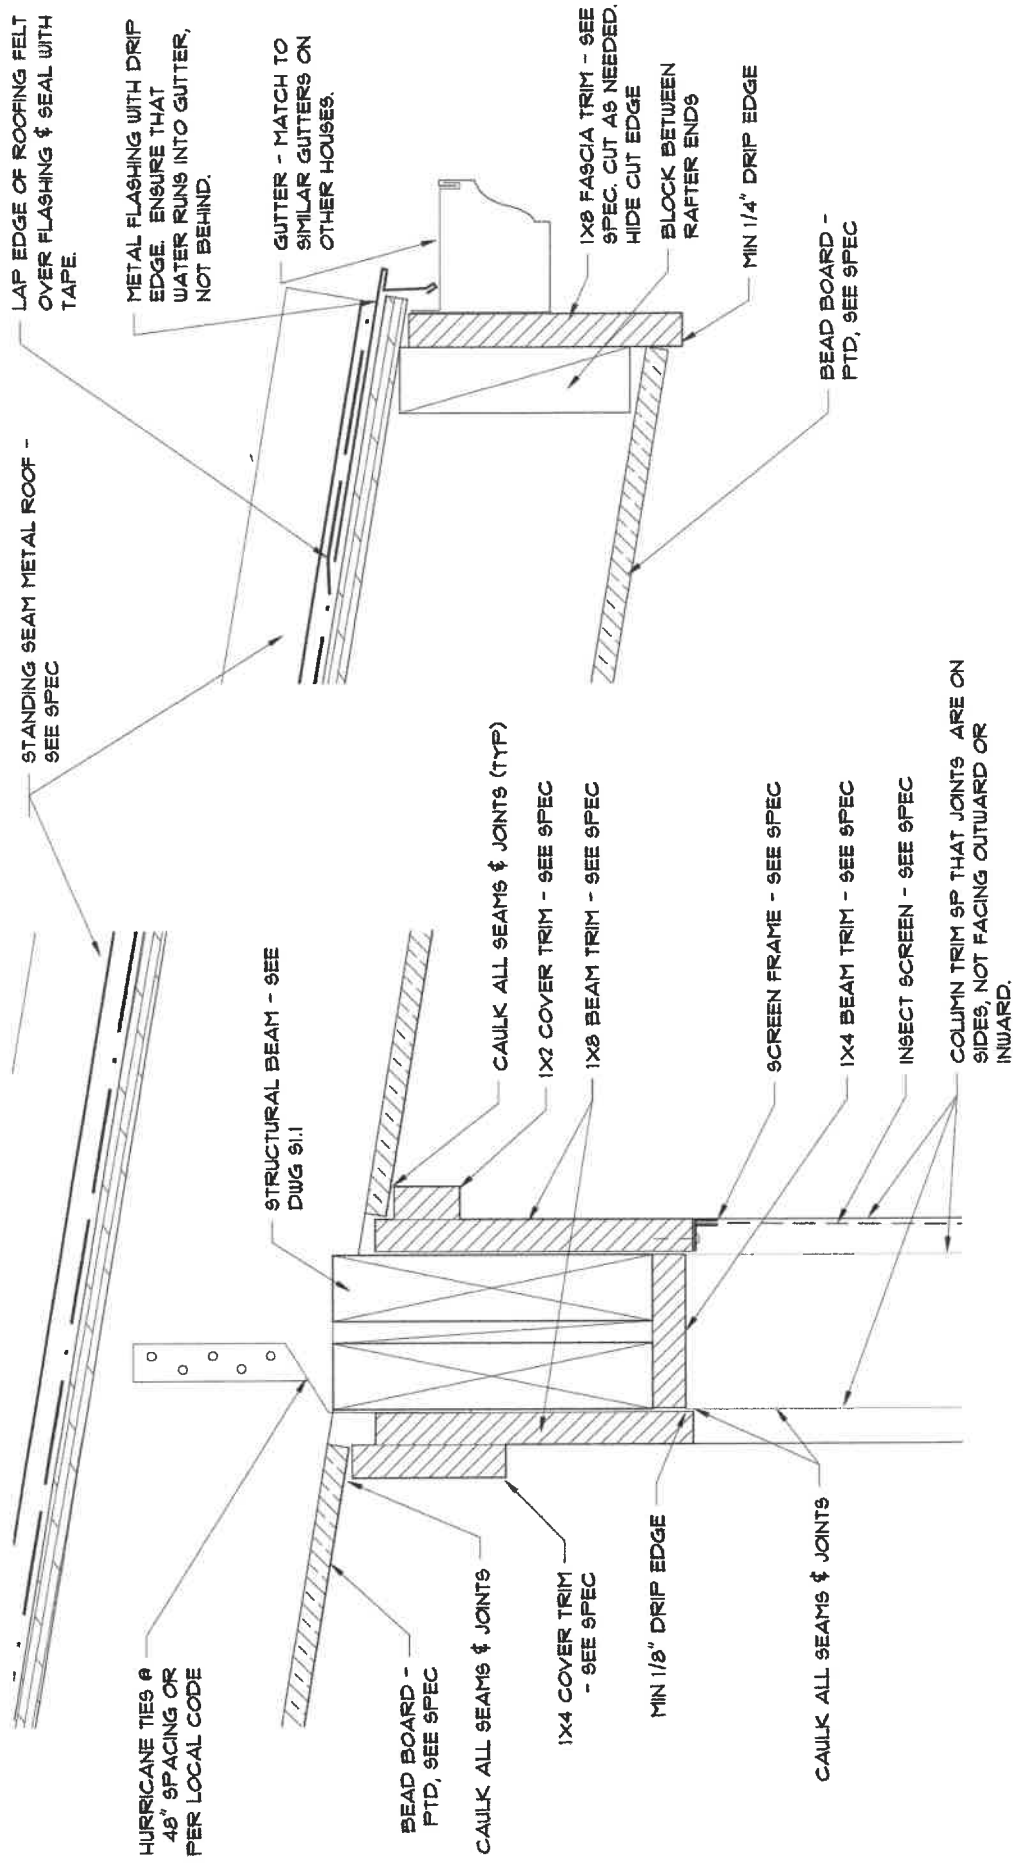 HURRICANE TIES @
48" SPACING OR
PER LOCAL CODE
BEAD BOARD -
PTD, SEE SPEC
CAULK ALL SEAMS & JOINTS
1X4 COVER TRIM -
- SEE SPEC
MIN 1/8" DRIP EDGE
CAULK ALL SEAMS & JOINTS
STRUCTURAL BEAM - SEE
DWG S1.1
CAULK ALL SEAMS & JOINTS (TYP)
1X2 COVER TRIM - SEE SPEC
1X8 BEAM TRIM - SEE SPEC
SCREEN FRAME - SEE SPEC
1X4 BEAM TRIM - SEE SPEC
INSECT SCREEN - SEE SPEC
COLUMN TRIM SP THAT JOINTS ARE ON
SIDES, NOT FACING OUTWARD OR
INWARD.
STANDING SEAM METAL ROOF -
SEE SPEC
LAP EDGE OF ROOFING FELT
OVER FLASHING & SEAL WITH
TAPE.
METAL FLASHING WITH DRIP
EDGE. ENSURE THAT
WATER RUNS INTO GUTTER,
NOT BEHIND.
GUTTER - MATCH TO
SIMILAR GUTTERS ON
OTHER HOUSES.
1X8 FASCIA TRIM - SEE
SPEC. CUT AS NEEDED.
HIDE CUT EDGE
BLOCK BETWEEN
RAFTER ENDS
MIN 1/4" DRIP EDGE
BEAD BOARD -
PTD, SEE SPEC